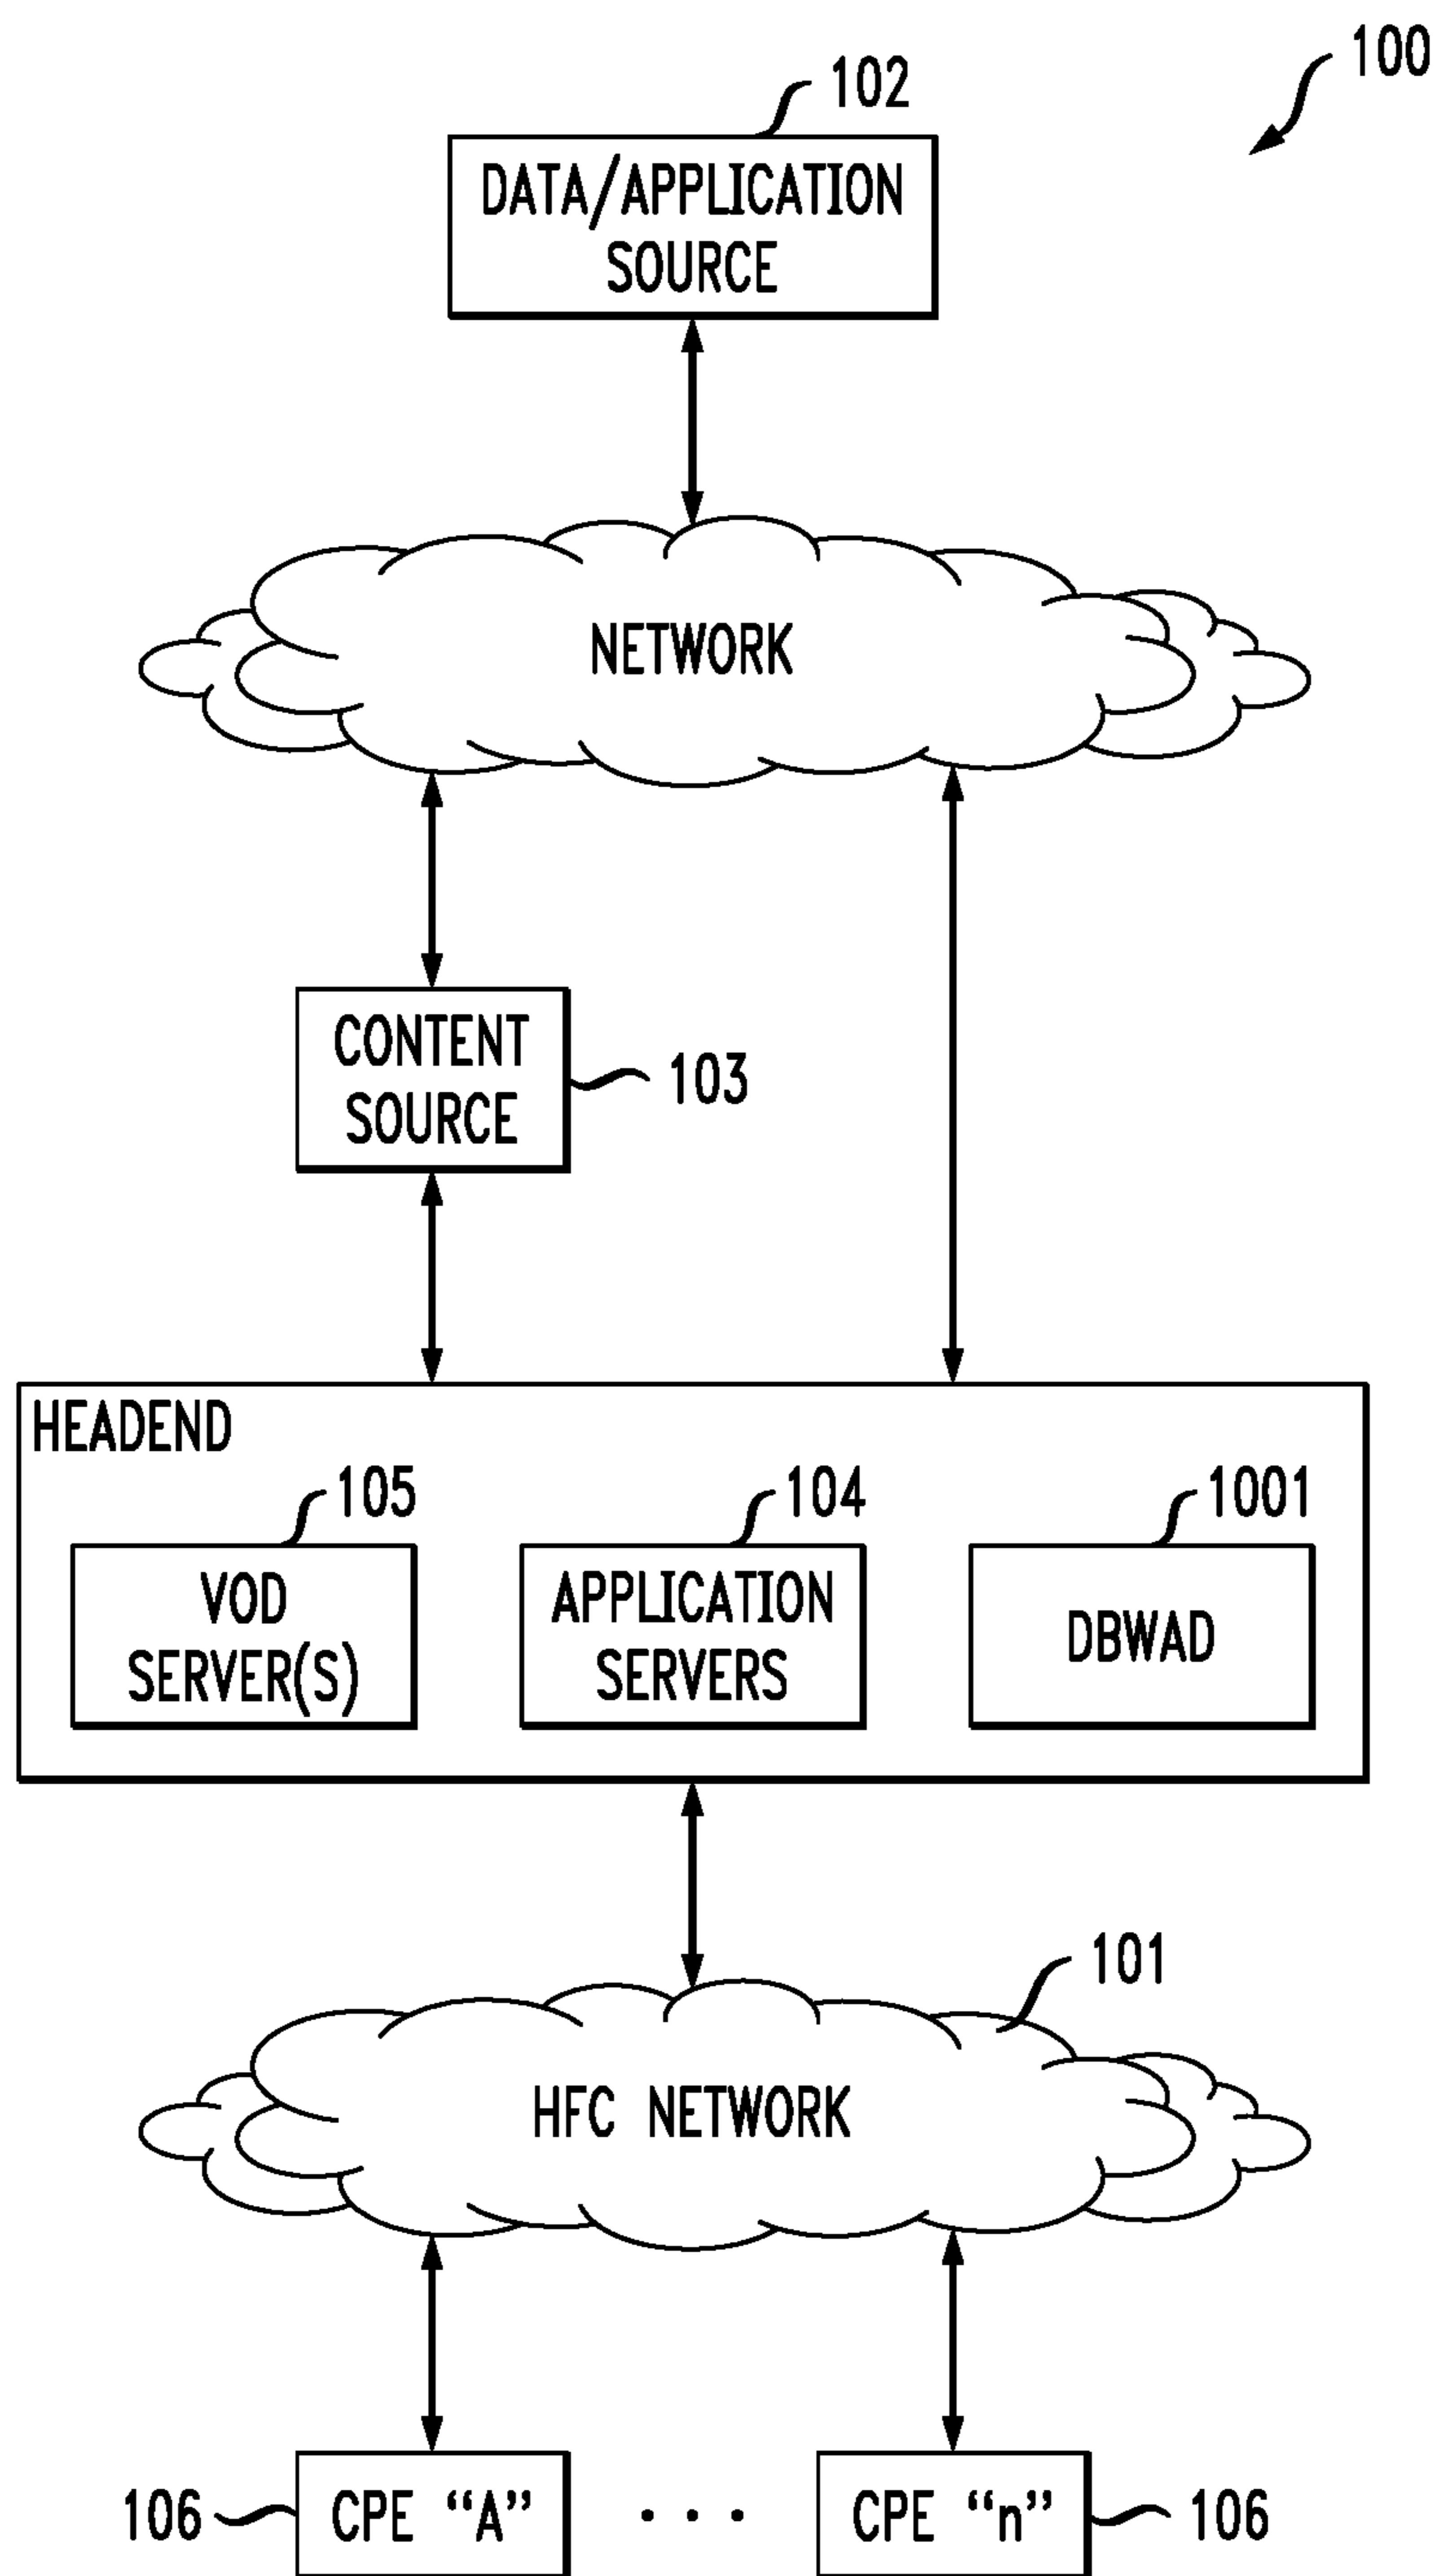 100
102
DATA/APPLICATION
SOURCE
NETWORK
CONTENT
SOURCE
103
HEADEND
105
104
1001
VOD
SERVER(S)
APPLICATION
SERVERS
DBWAD
101
HFC NETWORK
106
CPE “A”
. . .
CPE “n”
106